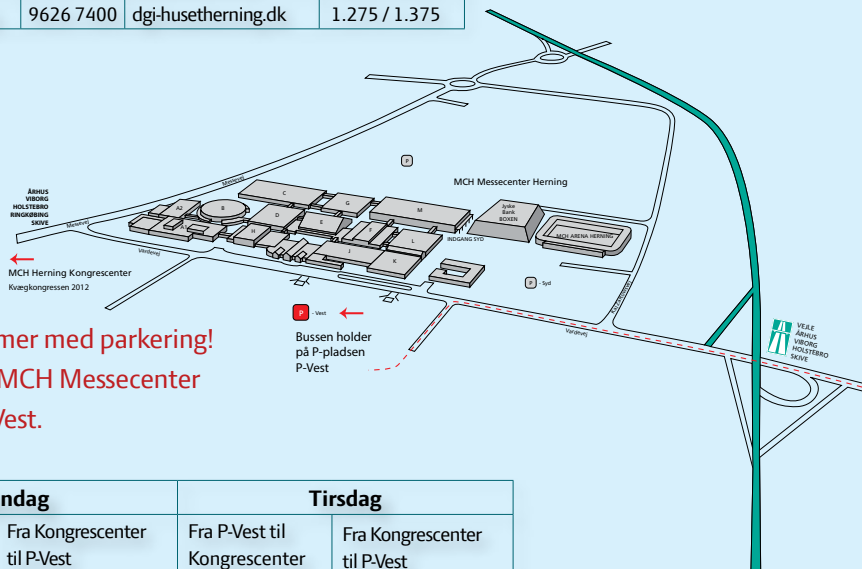 9626 7400 dgi-husetherning.dk 1.275 / 1.375
P
MCH Messecenter Herning
Messevej
ÅRHUS
VIBORG
HOLSTEBRO
RINGKØBING
SKIVE
Messevej
Vardevej
MCH Herning Kongrescenter
Kvægkongressen 2012
A2
B
C
D
E
F
G
H
J
K
L
M
Jyske
Bank
BOXEN
MCH ARENA HERNING
INDGANG SYD
P - Syd
P - Vest
Bussen holder
på P-pladsen
P-Vest
Vardevej
VEJLE
ÅRHUS
VIBORG
HOLSTEBRO
SKIVE
mer med parkering!
MCH Messecenter
Vest.
ndag Tirsdag
Fra Kongrescenter
til P-Vest
Fra P-Vest til
Kongrescenter
Fra Kongrescenter
til P-Vest